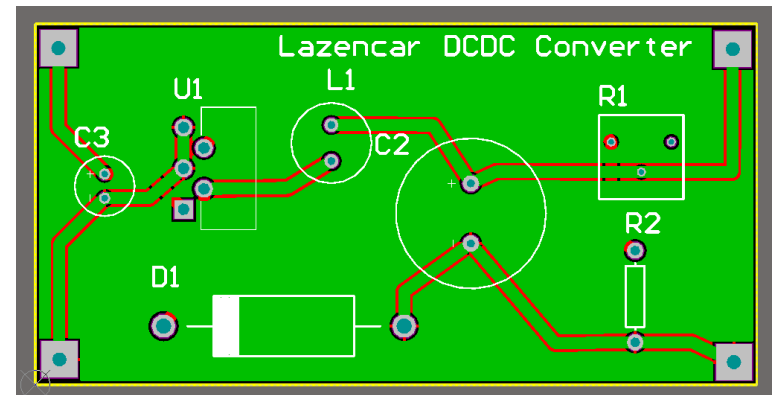 Lazencar DCDC Converter
L1
U1
R1
C3
C2
R2
D1